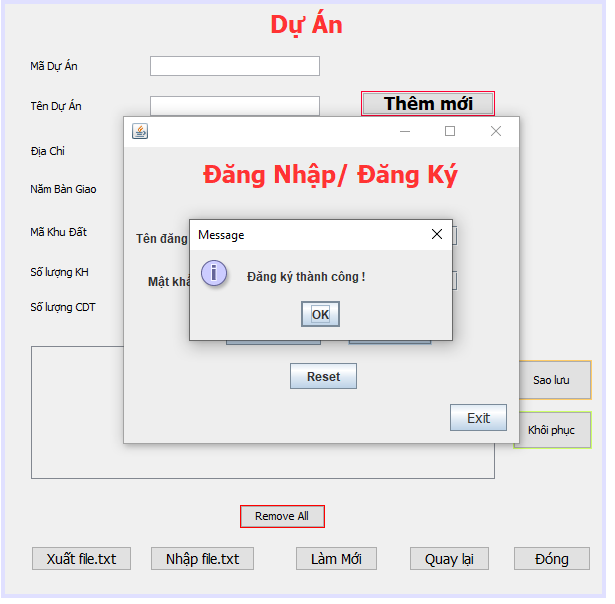 Dự Án
Mã Dự Án
Tên Dự Án
Thêm mới
Địa Chỉ
Năm Bàn Giao
Mã Khu Đất
Số lượng KH
Số lượng CDT
Đăng Nhập/ Đăng Ký
Tên đăng
Mật
Message
Đăng ký thành công !
OK
Reset
Exit
Sao lưu
Khôi phục
Remove All
Xuất file.txt
Nhập file.txt
Làm Mới
Quay lại
Đóng